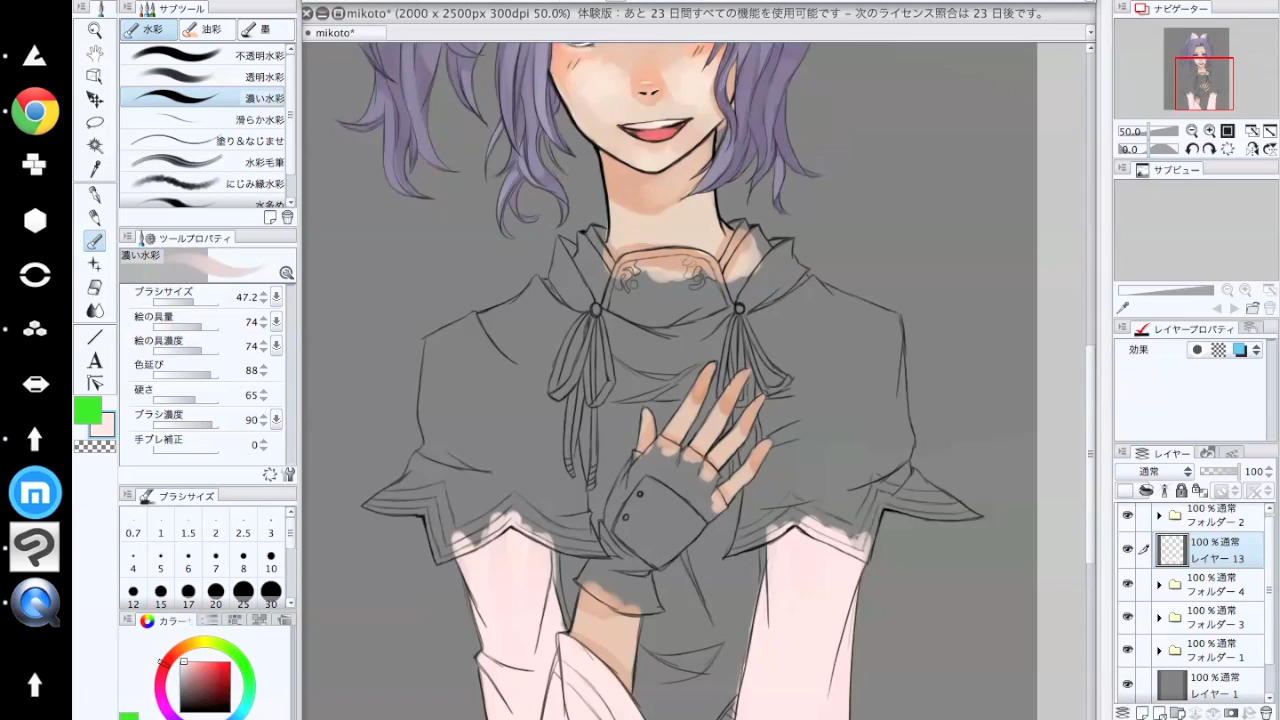 サブツール
mikoto* (2000 x 2500px 300dpi 50.0%) 体験版：あと 23 日間すべての機能を使用可能です。次のライセンス照合は 23 日後です。
ナビゲーター
水彩
油彩
墨
mikoto*
不透明水彩
透明水彩
濃い水彩
滑らか水彩
塗り&なじませ
水彩毛筆
にじみ縁水彩
水多め
50.0
0.0
サブビュー
ツールプロパティ
濃い水彩
ブラシサイズ 47.2
絵の具量 74
絵の具濃度 74
色延び 88
硬さ 65
ブラシ濃度 90
手ブレ補正 0
レイヤープロパティ
効果
ブラシサイズ
0.7 1 1.5 2 2.5 3
4 5 6 7 8 10
12 15 17 20 25 30
カラー
レイヤー
通常 100
100 %通常
フォルダー 2
100 %通常
レイヤー 13
100 %通常
フォルダー 4
100 %通常
フォルダー 3
100 %通常
フォルダー 1
100 %通常
レイヤー 1
A